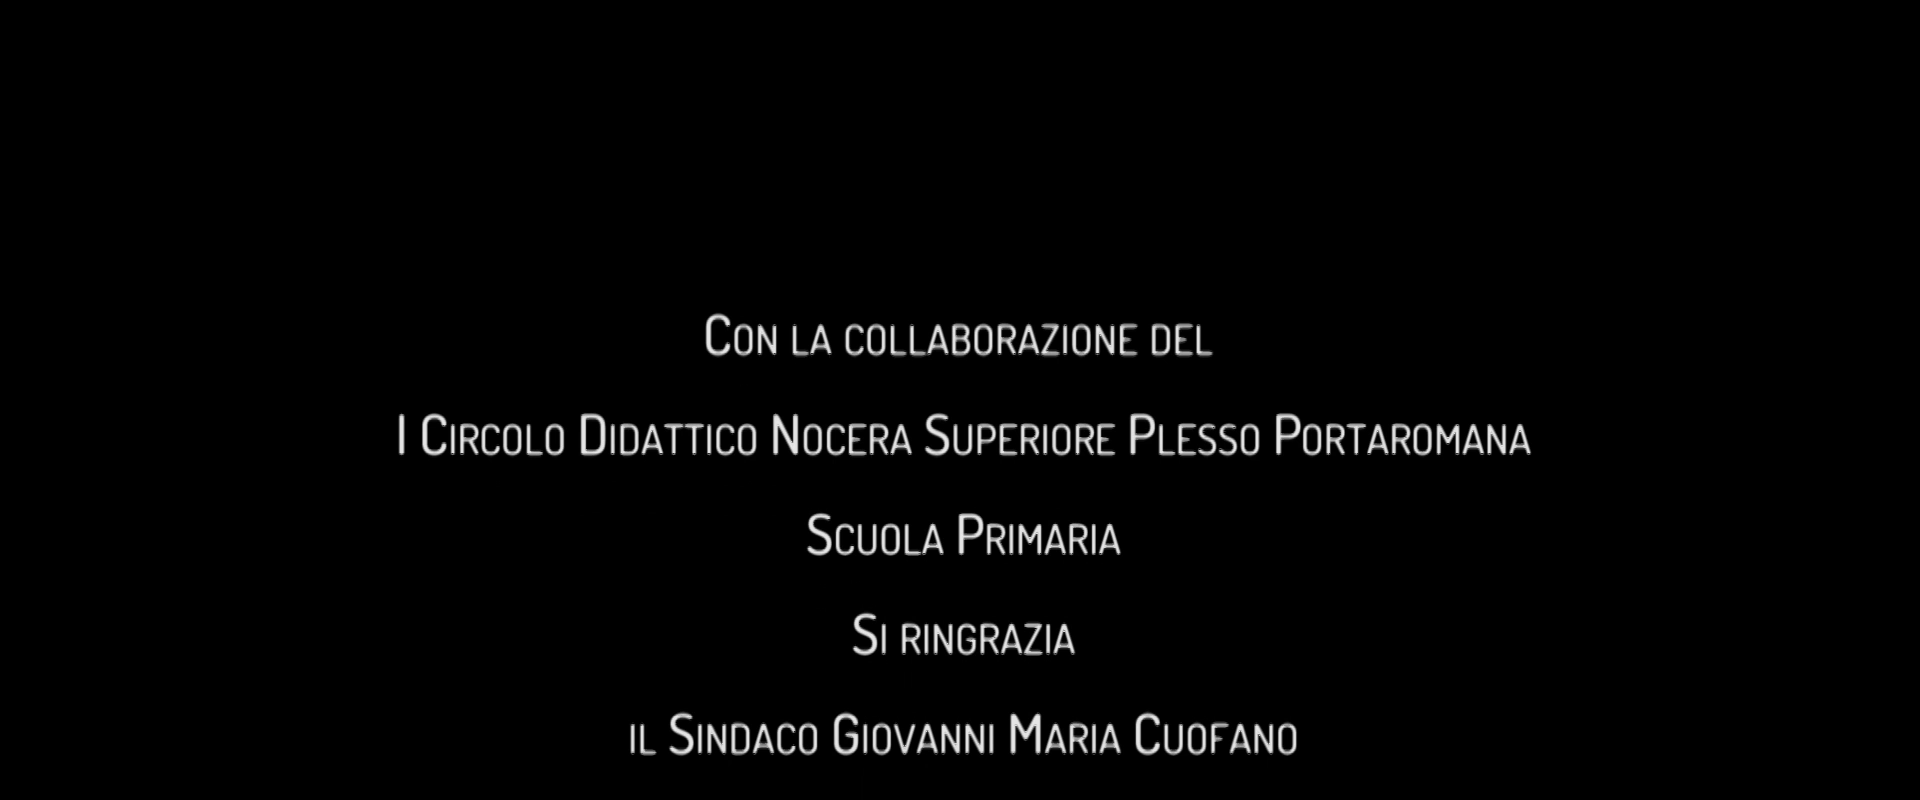 Con la collaborazione del
I Circolo Didattico Nocera Superiore Plesso Portaromana
Scuola Primaria
Si ringrazia
il Sindaco Giovanni Maria Cuofano